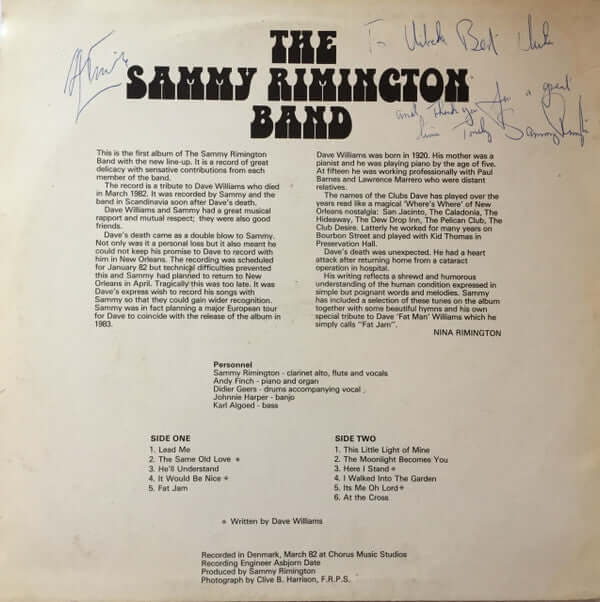 THE
SAMMY RIMINGTON
BAND
This is the first album of The Sammy Rimington
Band with the new line-up. It is a record of great
delicacy with sensative contributions from each
member of the band.
The record is a tribute to Dave Williams who died
in March 1982. It was recorded by Sammy and the
band in Scandinavia soon after Dave's death.
Dave Williams and Sammy had a great musical
rapport and mutual respect; they were also good
friends.
Dave's death came as a double blow to Sammy.
Not only was it a personal loss but it also meant he
could not keep his promise to Dave to record with
him in New Orleans. The recording was scheduled
for January 82 but technical difficulties prevented
this and Sammy had planned to return to New
Orleans in April. Tragically this was too late. It was
Dave's express wish to record his songs with
Sammy so that they could gain wider recognition.
Sammy was in fact planning a major European tour
for Dave to coincide with the release of the album in
1983.
Dave Williams was born in 1920. His mother was a
pianist and he was playing piano by the age of five.
At fifteen he was working professionally with Paul
Barnes and Lawrence Marrero who were distant
relatives.
The names of the Clubs Dave has played over the
years read like a magical 'Where's Where' of New
Orleans nostalgia: San Jacinto, The Caladonia, The
Hideaway, The Dew Drop Inn, The Pelican Club, The
Club Desire. Latterly he worked for many years on
Bourbon Street and played with Kid Thomas in
Preservation Hall.
Dave's death was unexpected. He had a heart
attack after returning home from a cataract
operation in hospital.
His writing reflects a shrewd and humorous
understanding of the human condition expressed in
simple but poignant words and melodies. Sammy
has included a selection of these tunes on the album
together with some beautiful hymns and his own
special tribute to Dave 'Fat Man' Williams which he
simply calls "Fat Jam".
NINA RIMINGTON
Personnel
Sammy Rimington - clarinet alto, flute and vocals
Andy Finch - piano and organ
Didier Geers - drums accompanying vocal
Johnnie Harper - banjo
Karl Algoed - bass
SIDE ONE
1. Lead Me
2. The Same Old Love *
3. He'll Understand
4. It Would Be Nice *
5. Fat Jam
SIDE TWO
1. This Little Light of Mine
2. The Moonlight Becomes You
3. Here I Stand *
4. I Walked Into The Garden
5. Its Me Oh Lord *
6. At the Cross
* Written by Dave Williams
Recorded in Denmark, March 82 at Chorus Music Studios
Recording Engineer Asbjorn Date
Produced by Sammy Rimington
Photograph by Clive B. Harrison, F.R.P.S.